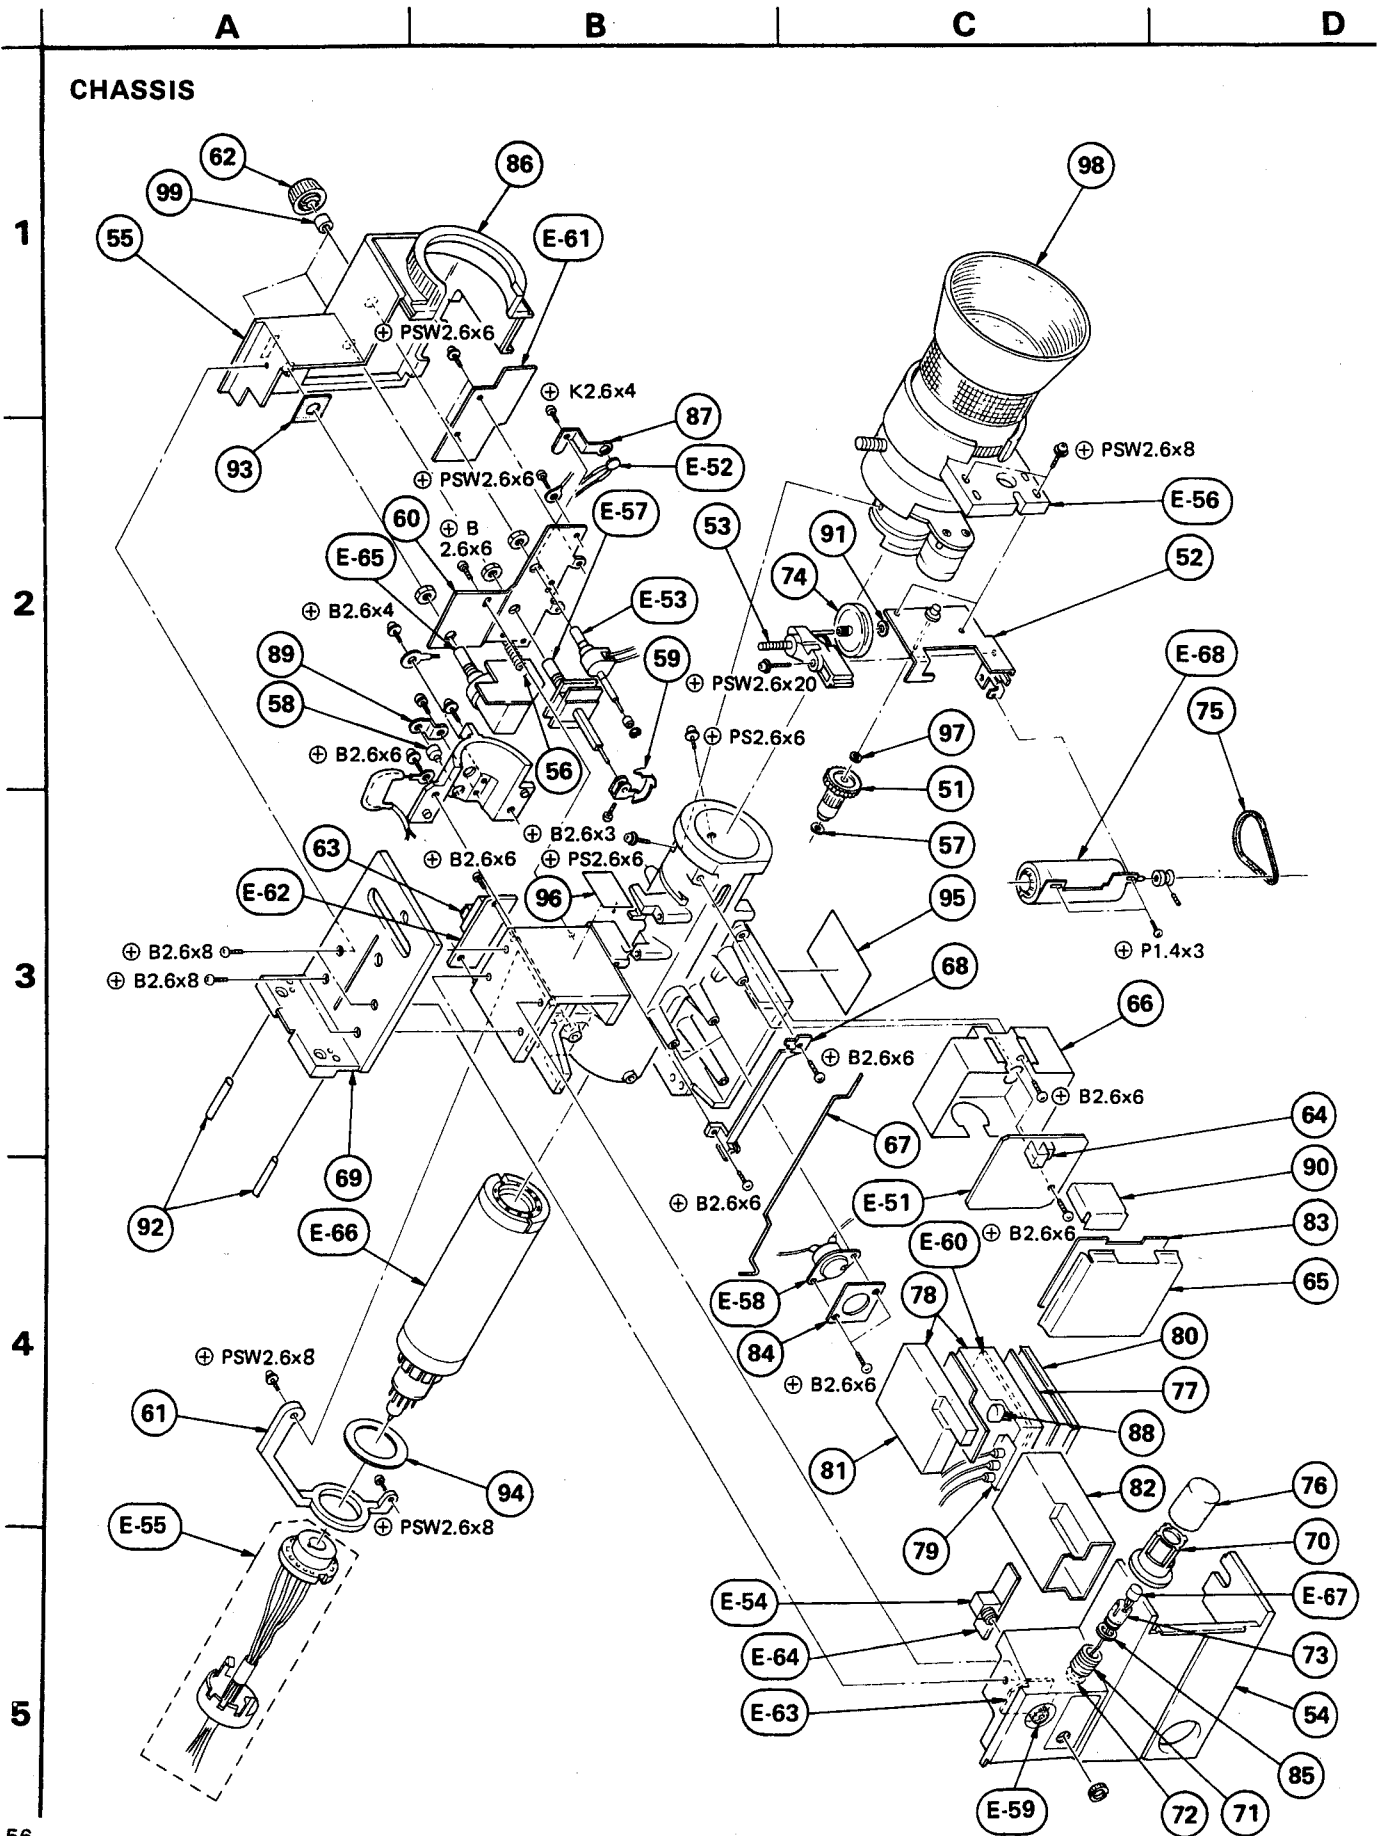 A B C D
CHASSIS
1
62
86
98
99
55
E-61
⊕ PSW2.6x6
⊕ K2.6x4
87
93
⊕ PSW2.6x6
E-52
⊕ PSW2.6x8
E-56
60
⊕ B
2.6x6
E-57
53
91
52
E-65
74
2
⊕ B2.6x4
E-53
89
59
E-68
⊕ PSW2.6x20
58
75
⊕ PS2.6x6
97
⊕ B2.6x6
56
51
⊕ B2.6x3
57
63
⊕ B2.6x6
⊕ PS2.6x6
E-62
96
95
⊕ B2.6x8
⊕ P1.4x3
3
⊕ B2.6x8
68
66
⊕ B2.6x6
⊕ B2.6x6
64
67
69
90
92
⊕ B2.6x6
E-51
E-66
E-60
⊕ B2.6x6
83
65
E-58
78
4
84
80
⊕ PSW2.6x8
⊕ B2.6x6
77
61
88
81
94
82
76
E-55
⊕ PSW2.6x8
79
70
E-54
E-67
E-64
73
5
E-63
54
85
E-59
72
71